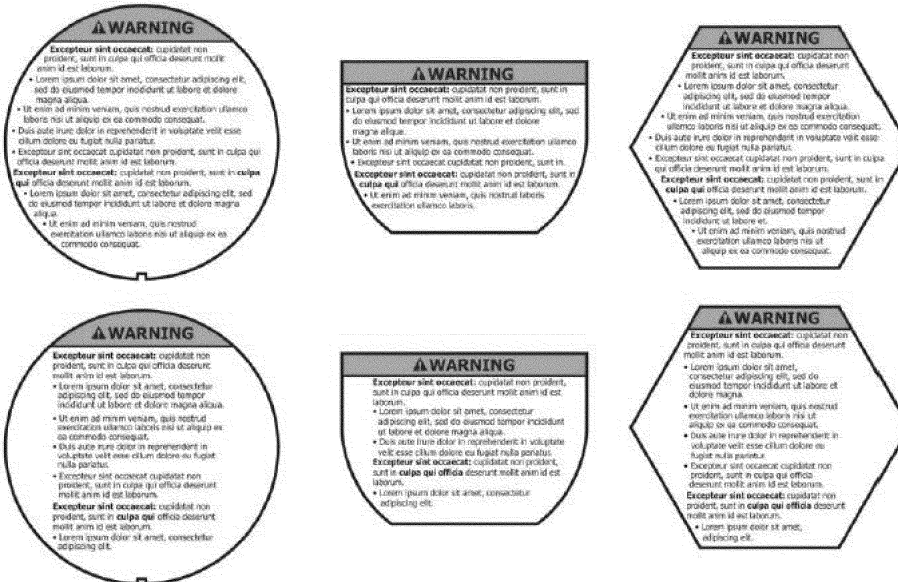 WARNING
Excepteur sint occaecat: cupidatat non
proident, sunt in culpa qui officia deserunt mollit
anim id est laborum.
• Lorem ipsum dolor sit amet, consectetur adipiscing elit,
sed do eiusmod tempor incididunt ut labore et dolore
magna aliqua.
• Ut enim ad minim veniam, quis nostrud exercitation ullamco
laboris nisi ut aliquip ex ea commodo consequat.
• Duis aute irure dolor in reprehenderit in voluptate velit esse
cillum dolore eu fugiat nulla pariatur.
• Excepteur sint occaecat cupidatat non proident, sunt in culpa qui
officia deserunt mollit anim id est laborum.
Excepteur sint occaecat: cupidatat non proident, sunt in culpa
qui officia deserunt mollit anim id est laborum.
• Lorem ipsum dolor sit amet, consectetur adipiscing elit, sed
do eiusmod tempor incididunt ut labore et dolore magna
aliqua.
• Ut enim ad minim veniam, quis nostrud
exercitation ullamco laboris nisi ut aliquip ex ea
commodo consequat.
WARNING
Excepteur sint occaecat: cupidatat non proident, sunt in
culpa qui officia deserunt mollit anim id est laborum.
• Lorem ipsum dolor sit amet, consectetur adipiscing elit, sed
do eiusmod tempor incididunt ut labore et dolore
magna aliqua.
• Ut enim ad minim veniam, quis nostrud exercitation ullamco
laboris nisi ut aliquip ex ea commodo consequat.
• Excepteur sint occaecat cupidatat non proident, sunt in.
Excepteur sint occaecat: cupidatat non proident, sunt in
culpa qui officia deserunt mollit anim id est laborum.
• Ut enim ad minim veniam, quis nostrud laboris
exercitation ullamco laboris.
WARNING
Excepteur sint occaecat: cupidatat non
proident, sunt in culpa qui officia deserunt
mollit anim id est laborum.
• Lorem ipsum dolor sit amet, consectetur
adipiscing elit, sed do eiusmod tempor
incididunt ut labore et dolore magna aliqua.
• Ut enim ad minim veniam, quis nostrud exercitation
ullamco laboris nisi ut aliquip ex ea commodo consequat.
• Duis aute irure dolor in reprehenderit in voluptate velit esse
cillum dolore eu fugiat nulla pariatur.
• Excepteur sint occaecat cupidatat non proident, sunt in culpa
qui officia deserunt mollit anim id est laborum.
Excepteur sint occaecat: cupidatat non proident, sunt in
culpa qui officia deserunt mollit anim id est laborum.
• Lorem ipsum dolor sit amet, consectetur
adipiscing elit, sed do eiusmod tempor incididunt ut
labore et.
• Ut enim ad minim veniam, quis nostrud
exercitation ullamco laboris nisi ut
aliquip ex ea commodo consequat.
WARNING
Excepteur sint occaecat: cupidatat non
proident, sunt in culpa qui officia deserunt
mollit anim id est laborum.
• Lorem ipsum dolor sit amet, consectetur
adipiscing elit, sed do eiusmod tempor
incididunt ut labore et dolore magna aliqua.
• Ut enim ad minim veniam, quis nostrud
exercitation ullamco laboris nisi ut aliquip ex
ea commodo consequat.
• Duis aute irure dolor in reprehenderit in
voluptate velit esse cillum dolore eu fugiat
nulla pariatur.
• Excepteur sint occaecat cupidatat non
proident, sunt in culpa qui officia deserunt
mollit anim id est laborum.
Excepteur sint occaecat: cupidatat non
proident, sunt in culpa qui officia deserunt
mollit anim id est laborum.
• Lorem ipsum dolor sit amet, consectetur
adipiscing elit.
WARNING
Excepteur sint occaecat: cupidatat non proident,
sunt in culpa qui officia deserunt mollit anim id est
laborum.
• Lorem ipsum dolor sit amet, consectetur
adipiscing elit, sed do eiusmod tempor incididunt
ut labore et dolore magna aliqua.
• Duis aute irure dolor in reprehenderit in voluptate
velit esse cillum dolore eu fugiat nulla pariatur.
Excepteur sint occaecat: cupidatat non proident,
sunt in culpa qui officia deserunt mollit anim id est
laborum.
• Lorem ipsum dolor sit amet, consectetur
adipiscing elit.
WARNING
Excepteur sint occaecat: cupidatat non
proident, sunt in culpa qui officia deserunt
mollit anim id est laborum.
• Lorem ipsum dolor sit amet,
consectetur adipiscing elit, sed do
eiusmod tempor incididunt ut labore et
dolore magna.
• Ut enim ad minim veniam, quis nostrud
exercitation ullamco laboris nisi ut
aliquip ex ea commodo consequat.
• Duis aute irure dolor in reprehenderit in
voluptate velit esse cillum dolore eu
fugiat nulla pariatur.
• Excepteur sint occaecat cupidatat non
proident, sunt in culpa qui officia
deserunt mollit anim id est laborum.
Excepteur sint occaecat: cupidatat non
proident, sunt in culpa qui officia deserunt
mollit anim id est laborum.
• Lorem ipsum dolor sit amet,
adipiscing elit.